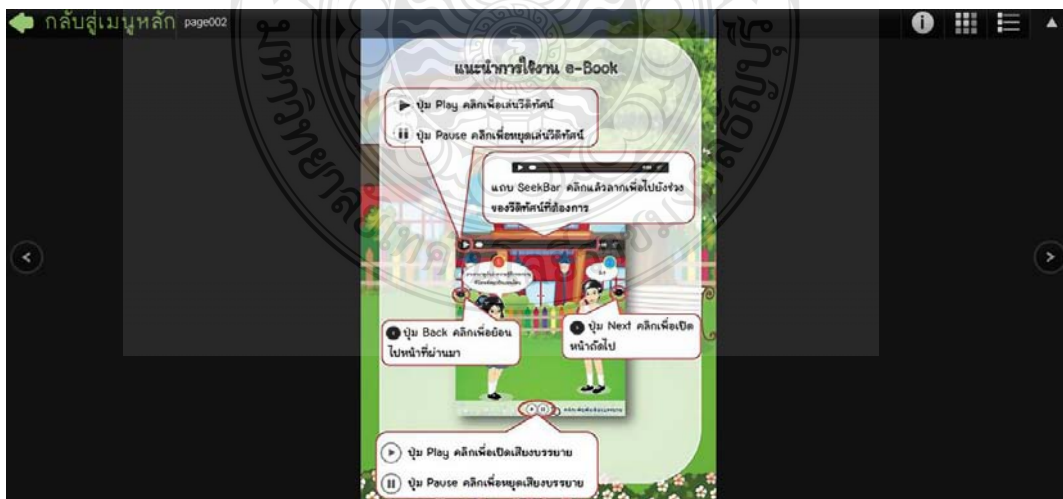 กลับสู่เมนูหลัก page002
แนะนำการใช้งาน e-Book
ปุ่ม Play คลิกเพื่อเล่นวีดิทัศน์
ปุ่ม Pause คลิกเพื่อหยุดเล่นวีดิทัศน์
แถบ SeekBar คลิกแล้วลากเพื่อไปยังช่วง
ของวีดิทัศน์ที่ต้องการ
ปุ่ม Back คลิกเพื่อย้อน
ไปหน้าที่ผ่านมา
ปุ่ม Next คลิกเพื่อเปิด
หน้าถัดไป
ปุ่ม Play คลิกเพื่อเปิดเสียงบรรยาย
ปุ่ม Pause คลิกเพื่อหยุดเสียงบรรยาย